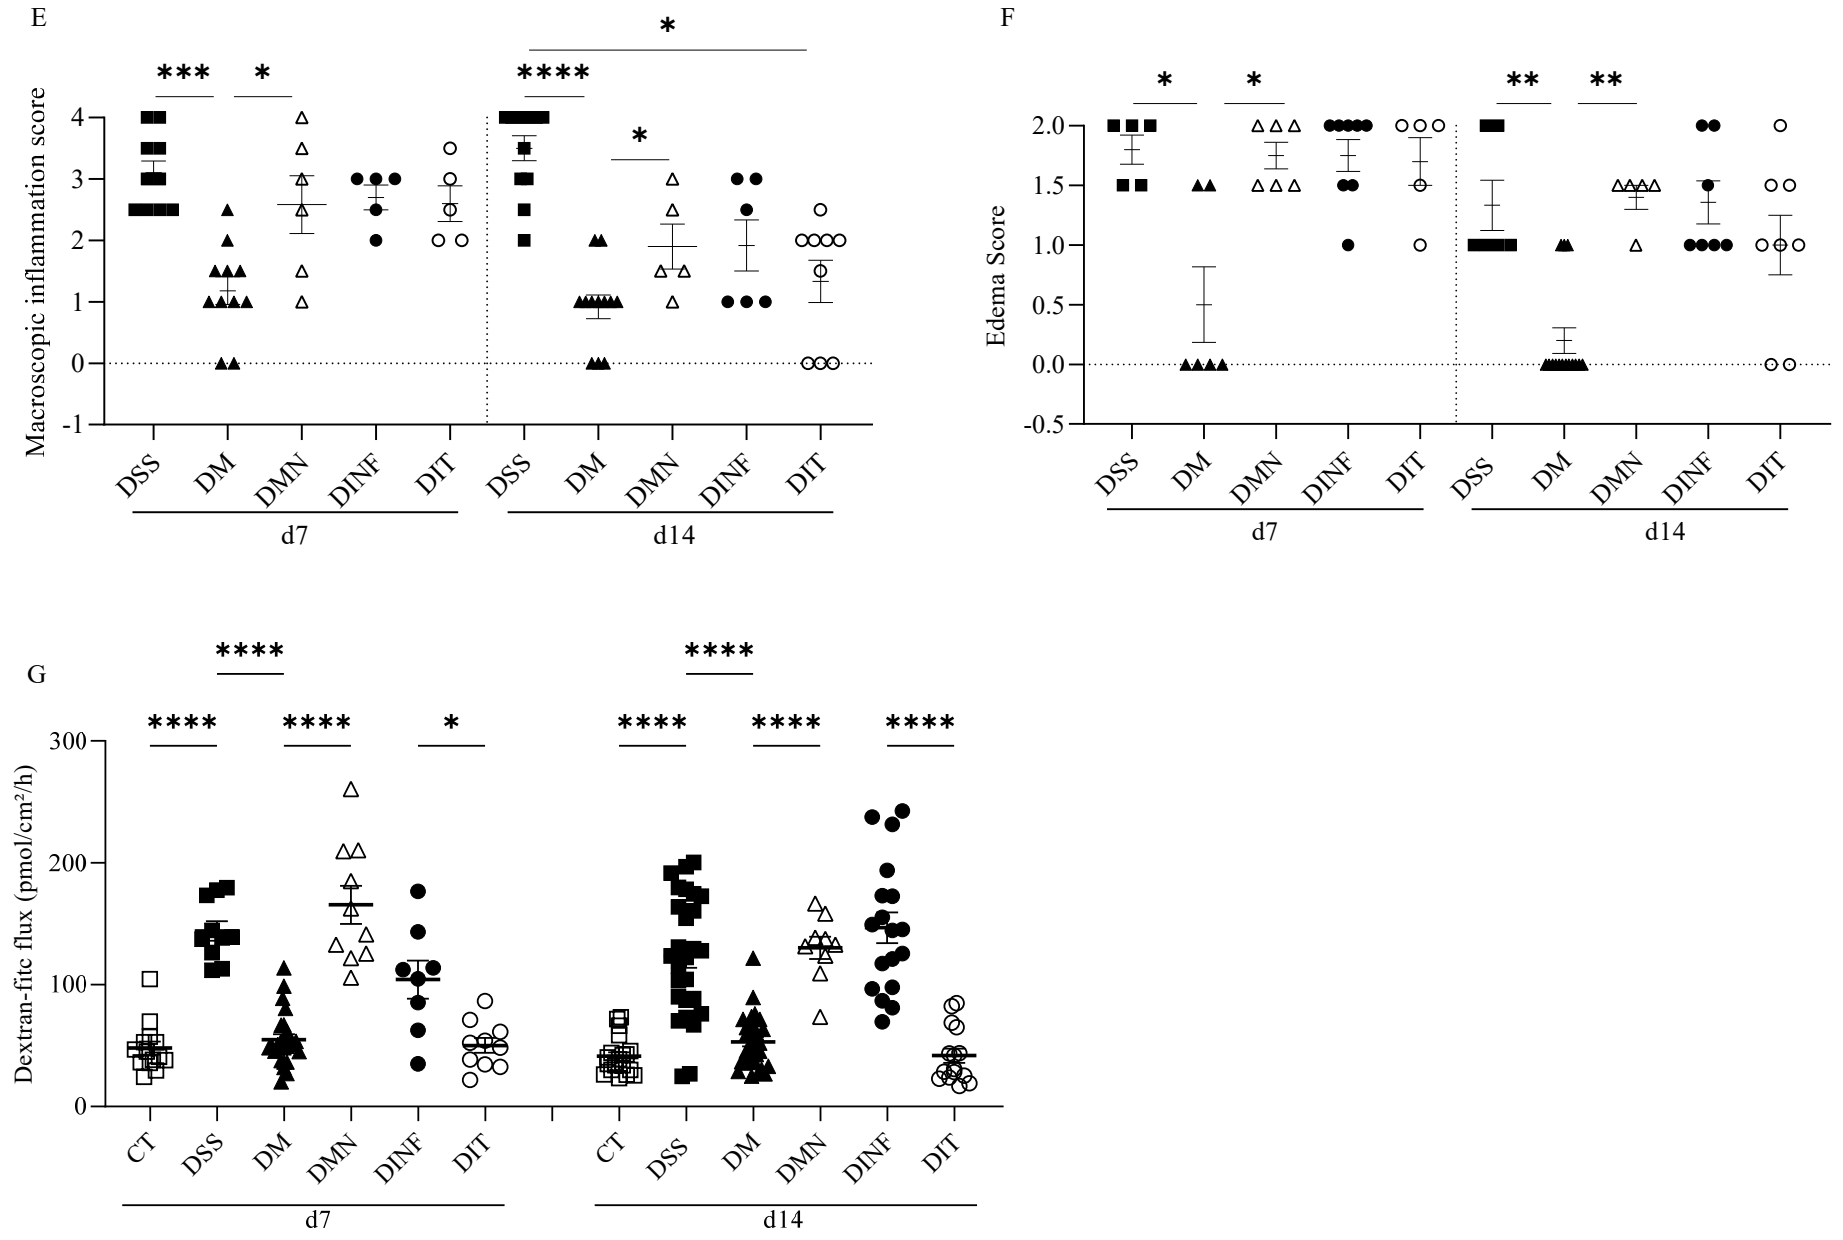 E
*
*** * ****
*
Macroscopic inflammation score
4
3
2
1
0
-1
DSS DM DMN DINF DIT DSS DM DMN DINF DIT
d7 d14
F
* * ** **
Edema Score
2.0
1.5
1.0
0.5
0.0
-0.5
DSS DM DMN DINF DIT DSS DM DMN DINF DIT
d7 d14
G
**** ****
**** **** * **** **** ****
Dextran-fitc flux (pmol/cm²/h)
300
200
100
0
CT DSS DM DMN DINF DIT CT DSS DM DMN DINF DIT
d7 d14